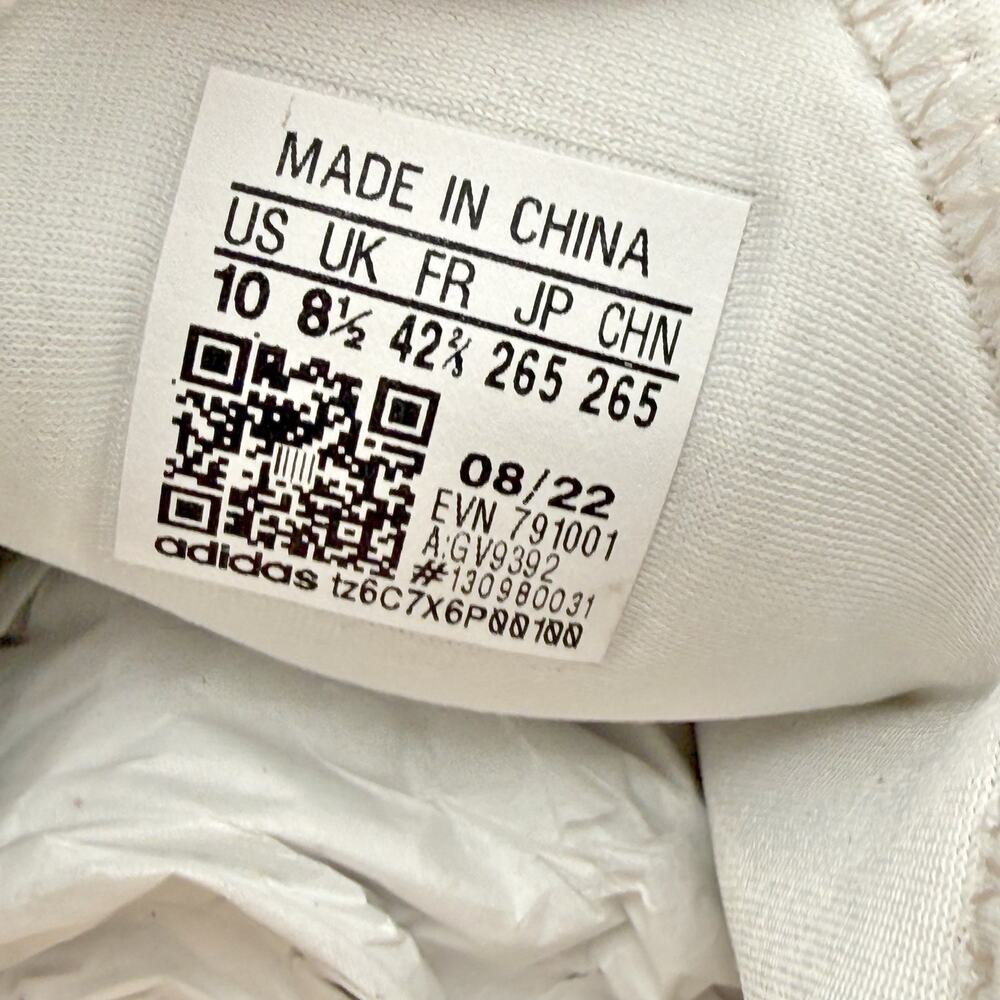 MADE IN CHINA
US UK FR JP CHN
10 8½ 42⅔ 265 265
08/22
EVN 791001
A:GV9392
#130980031
adidas tz6C7X6P00100